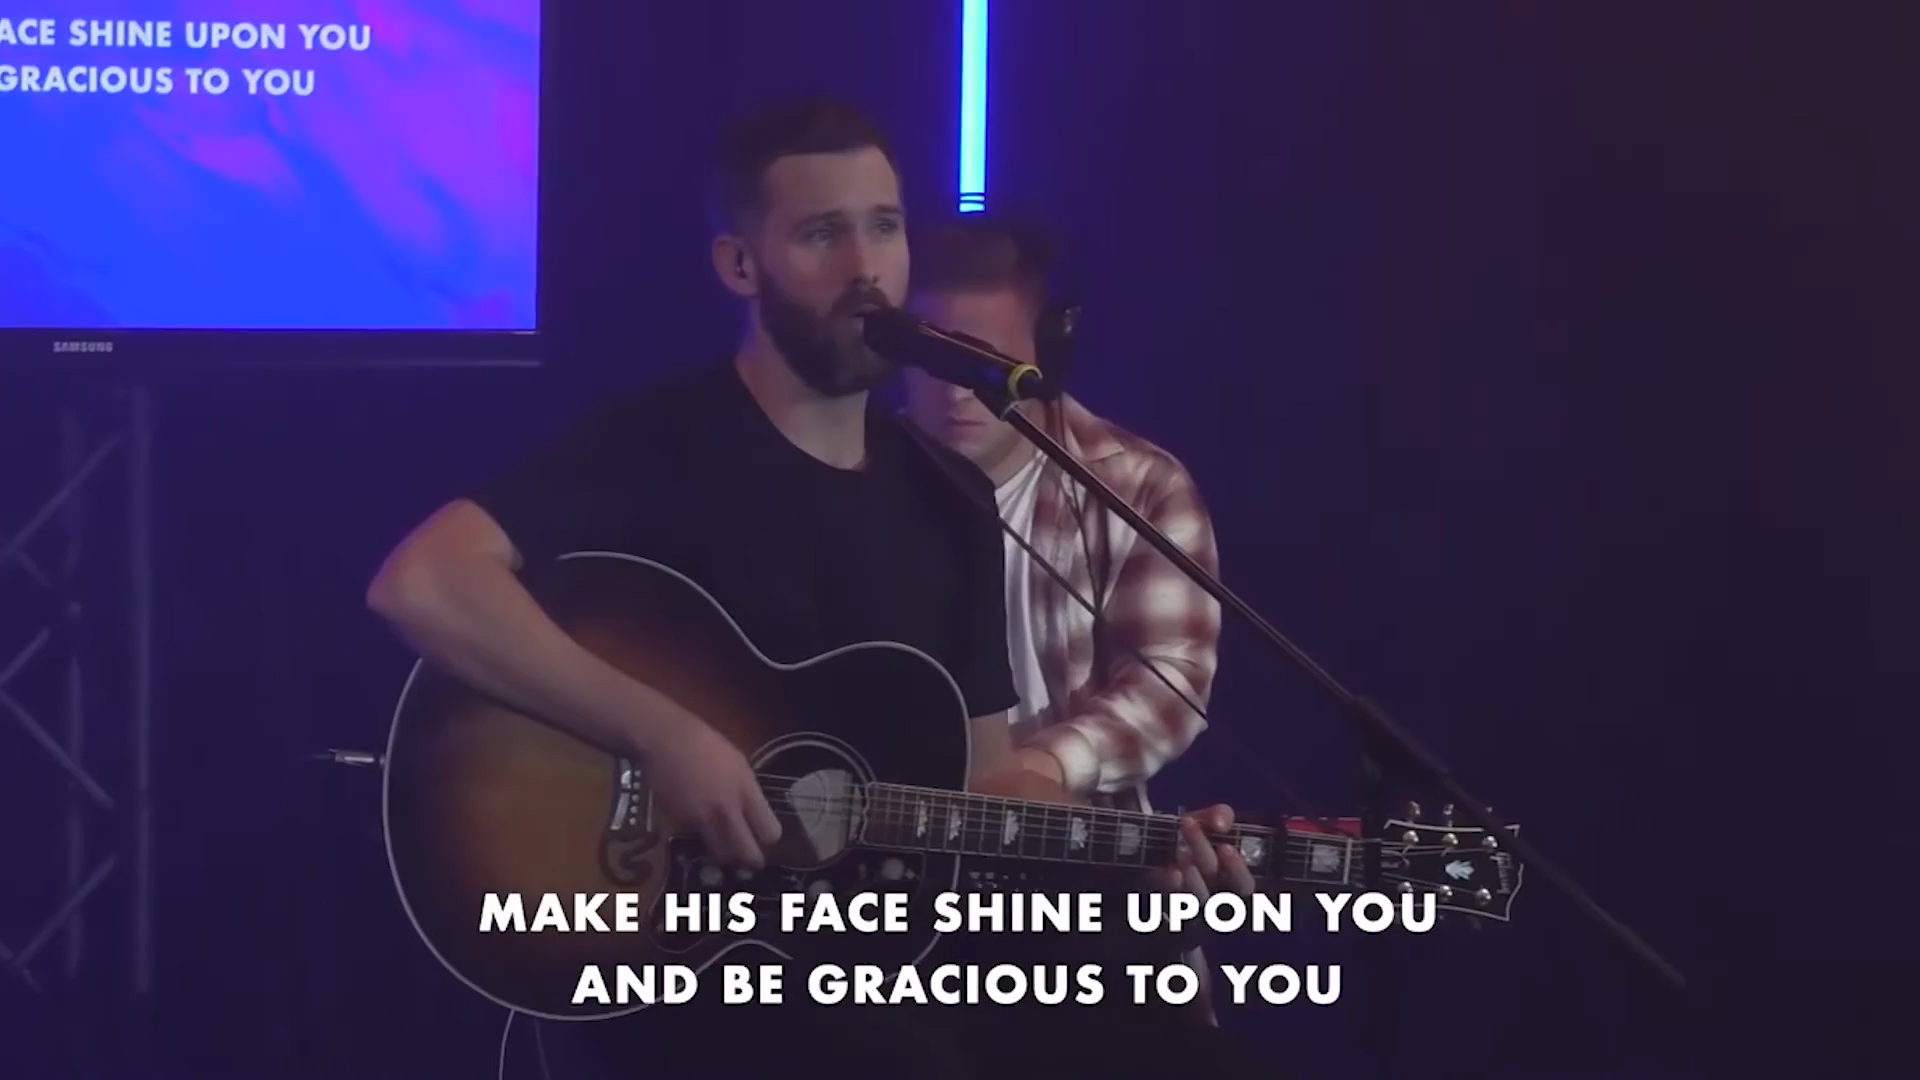 ACE SHINE UPON YOU
GRACIOUS TO YOU
SAMSUNG
MAKE HIS FACE SHINE UPON YOU
AND BE GRACIOUS TO YOU